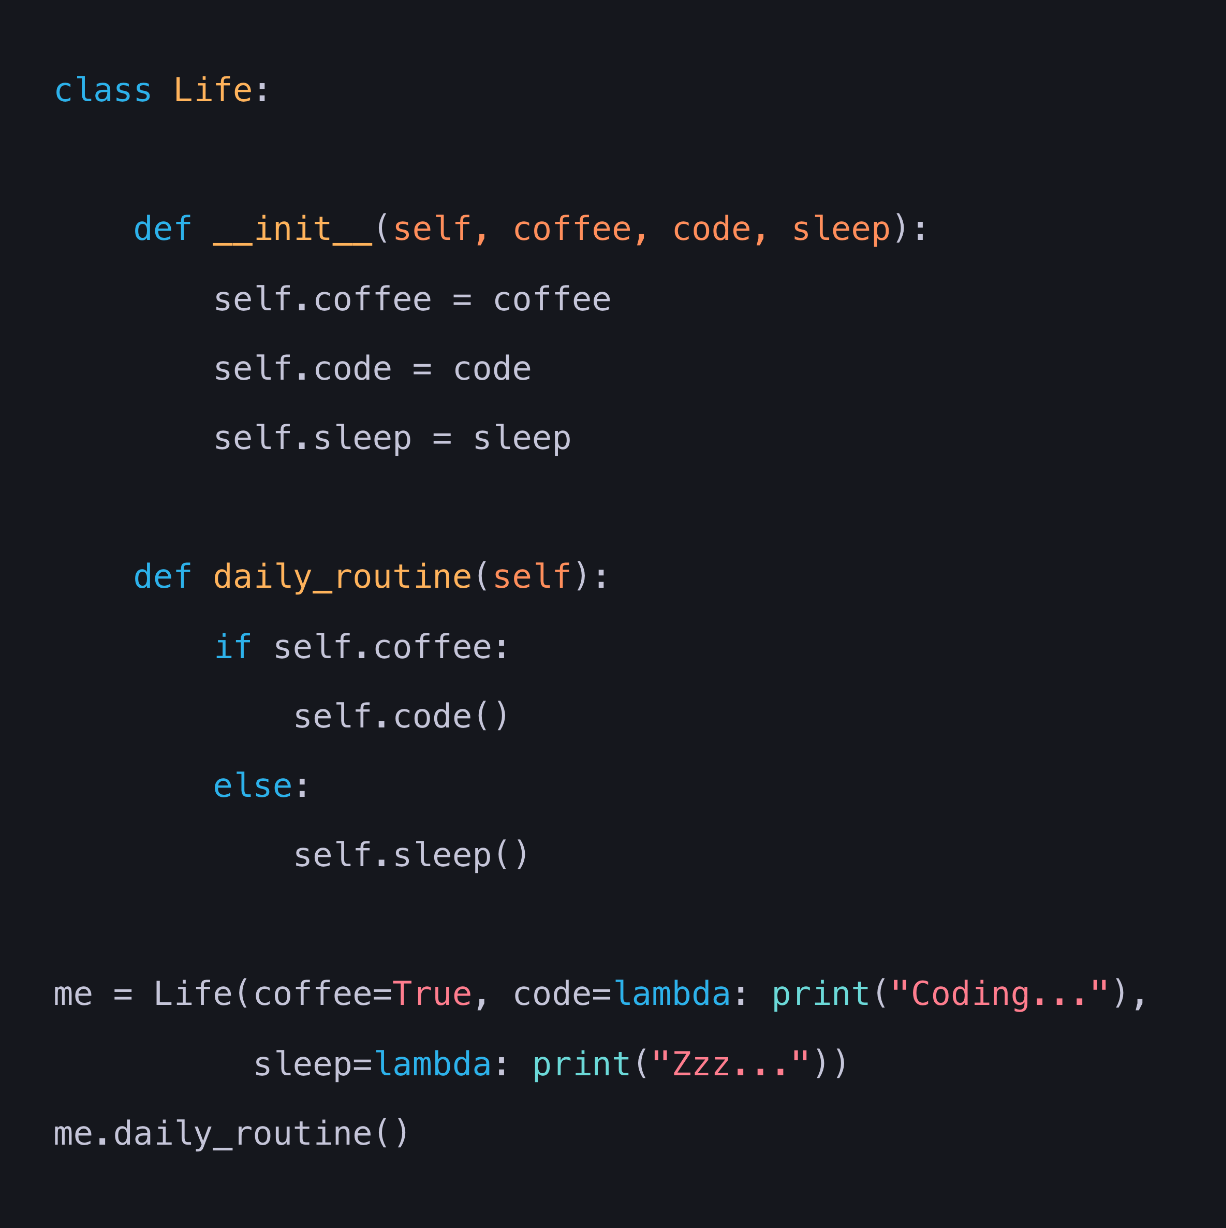 class Life:
    def __init__(self, coffee, code, sleep):
        self.coffee = coffee
        self.code = code
        self.sleep = sleep
    def daily_routine(self):
        if self.coffee:
            self.code()
        else:
            self.sleep()
me = Life(coffee=True, code=lambda: print("Coding..."),
          sleep=lambda: print("Zzz..."))
me.daily_routine()